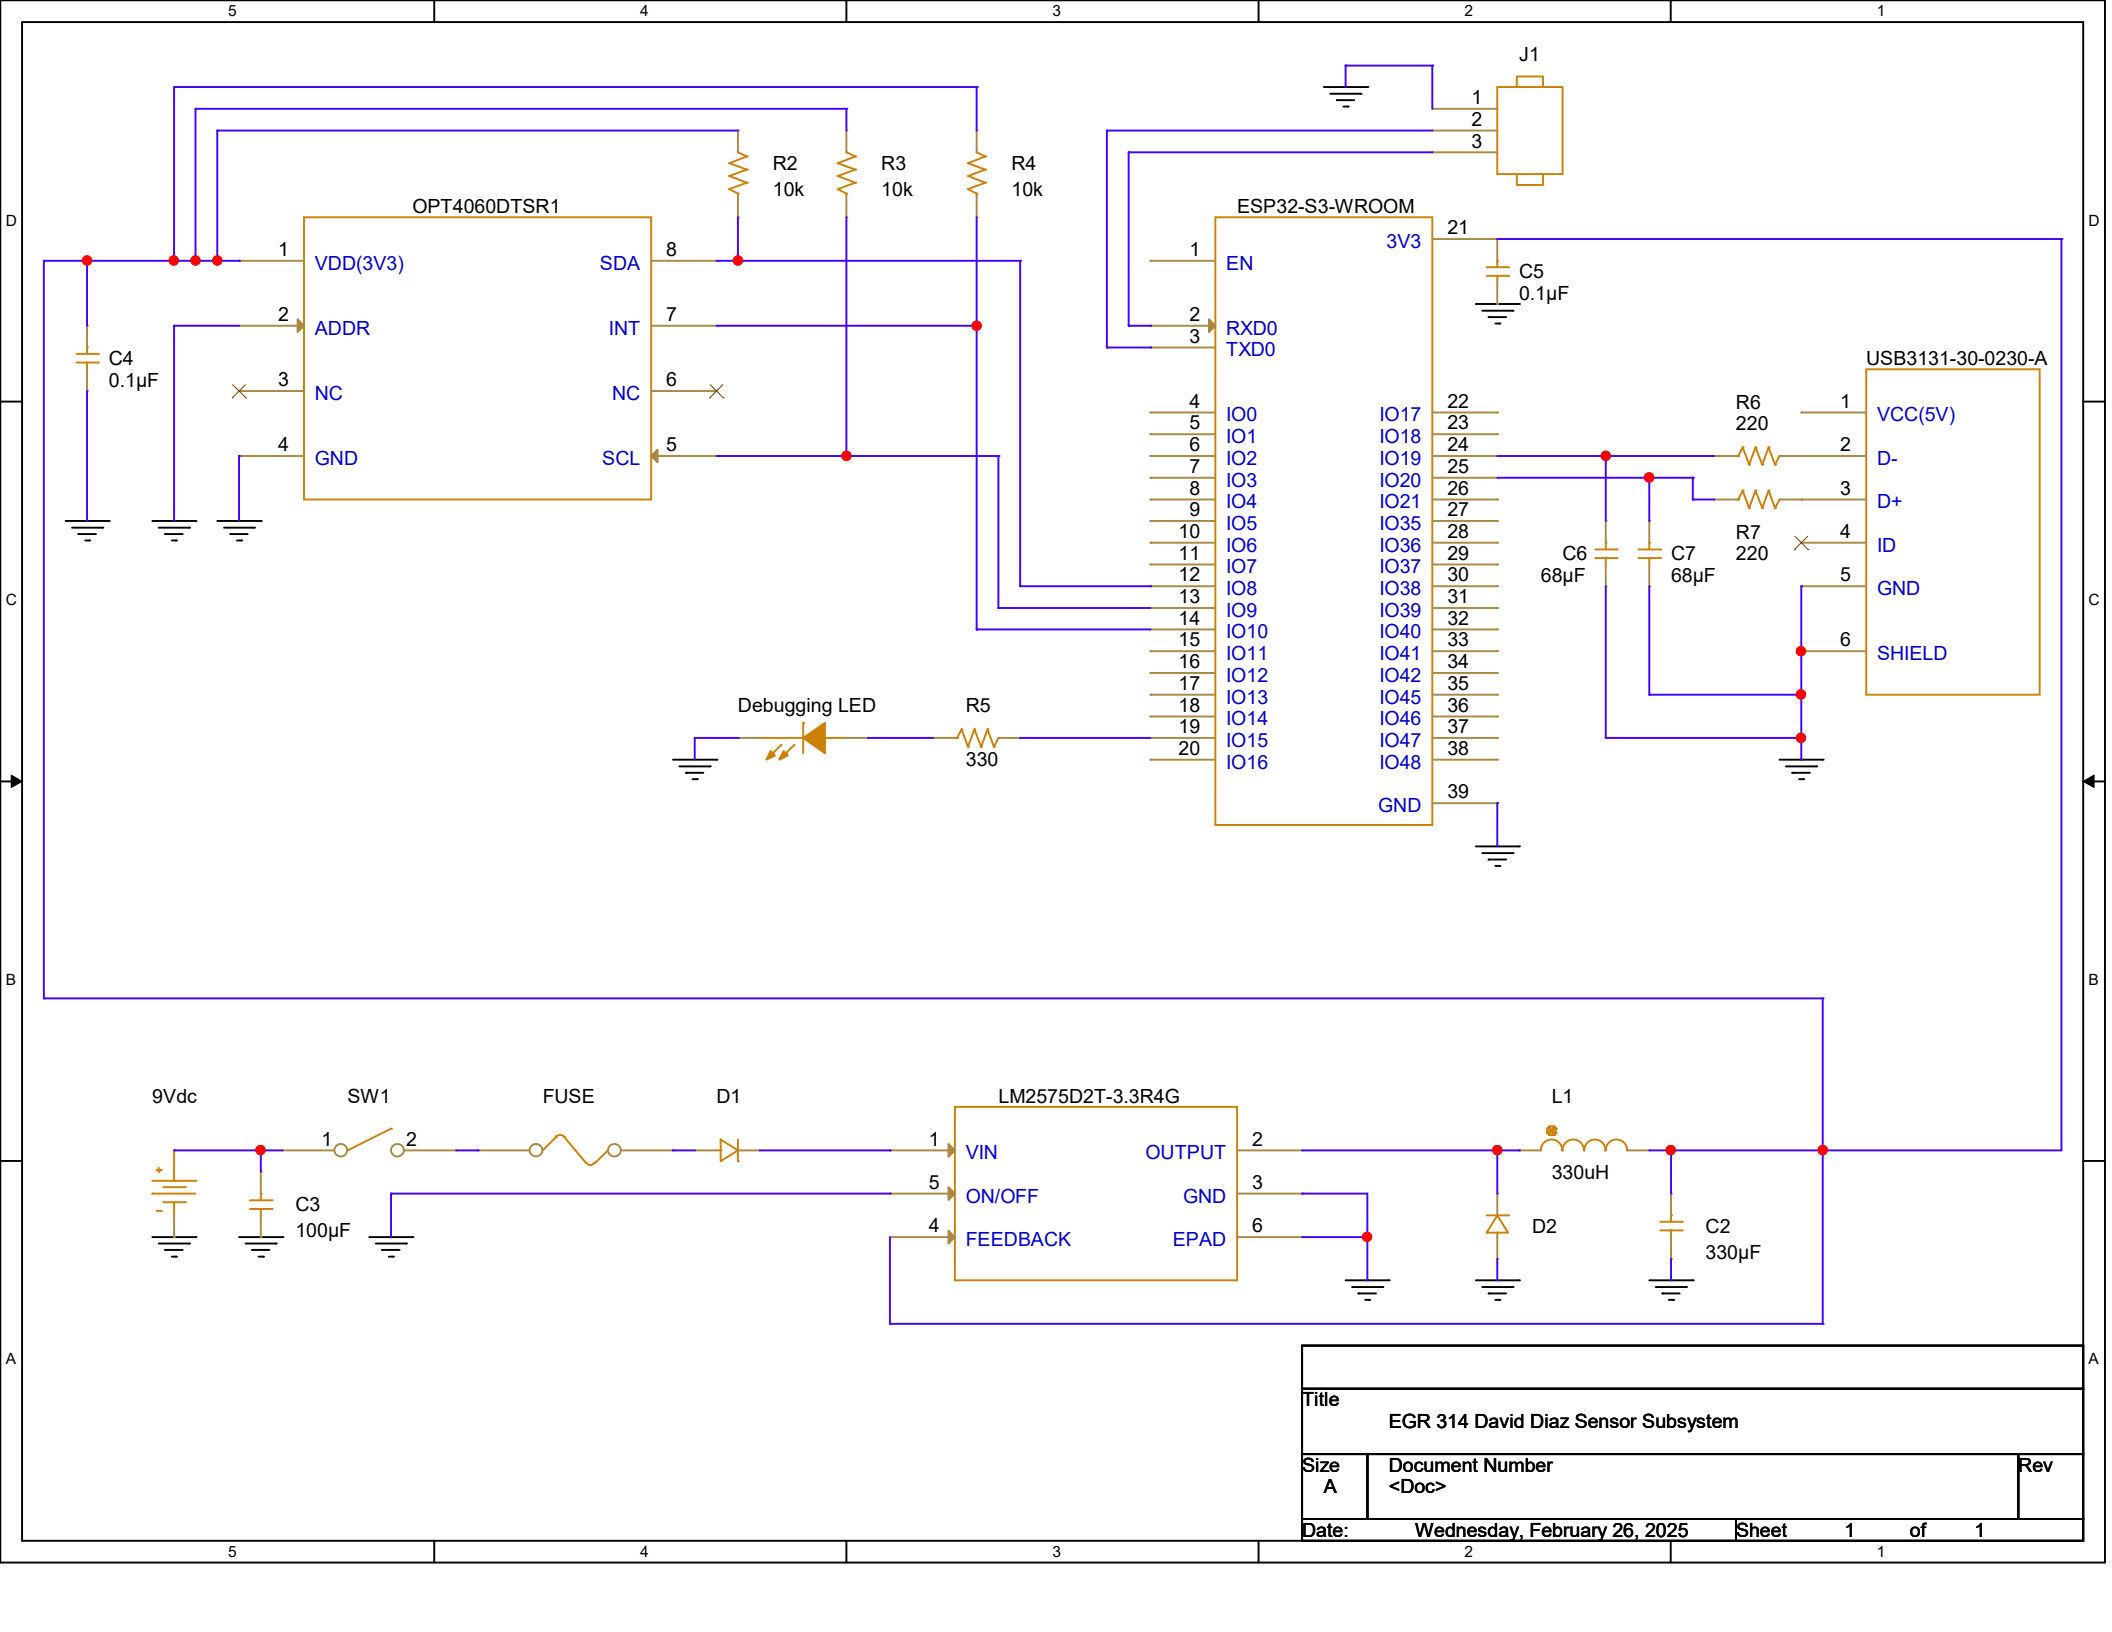 5 4 3 2 1
J1
1
2
3
R2
10k
R3
10k
R4
10k
OPT4060DTSR1
1 VDD(3V3)
2 ADDR
3 NC
4 GND
SDA 8
INT 7
NC 6
SCL 5
C4
0.1µF
ESP32-S3-WROOM
1 EN
2 RXD0
3 TXD0
4 IO0
5 IO1
6 IO2
7 IO3
8 IO4
9 IO5
10 IO6
11 IO7
12 IO8
13 IO9
14 IO10
15 IO11
16 IO12
17 IO13
18 IO14
19 IO15
20 IO16
3V3 21
IO17 22
IO18 23
IO19 24
IO20 25
IO21 26
IO35 27
IO36 28
IO37 29
IO38 30
IO39 31
IO40 32
IO41 33
IO42 34
IO45 35
IO46 36
IO47 37
IO48 38
GND 39
C5
0.1µF
USB3131-30-0230-A
1 VCC(5V)
2 D-
3 D+
4 ID
5 GND
6 SHIELD
R6
220
R7
220
C6
68µF
C7
68µF
Debugging LED
R5
330
D D
C C
B B
A A
9Vdc
+
-
C3
100µF
SW1
1 2
FUSE
D1
LM2575D2T-3.3R4G
1 VIN
5 ON/OFF
4 FEEDBACK
OUTPUT 2
GND 3
EPAD 6
L1
330uH
D2
C2
330µF
Title
EGR 314 David Diaz Sensor Subsystem
Size
A
Document Number
<Doc>
Rev
Date: Wednesday, February 26, 2025 Sheet 1 of 1
5 4 3 2 1